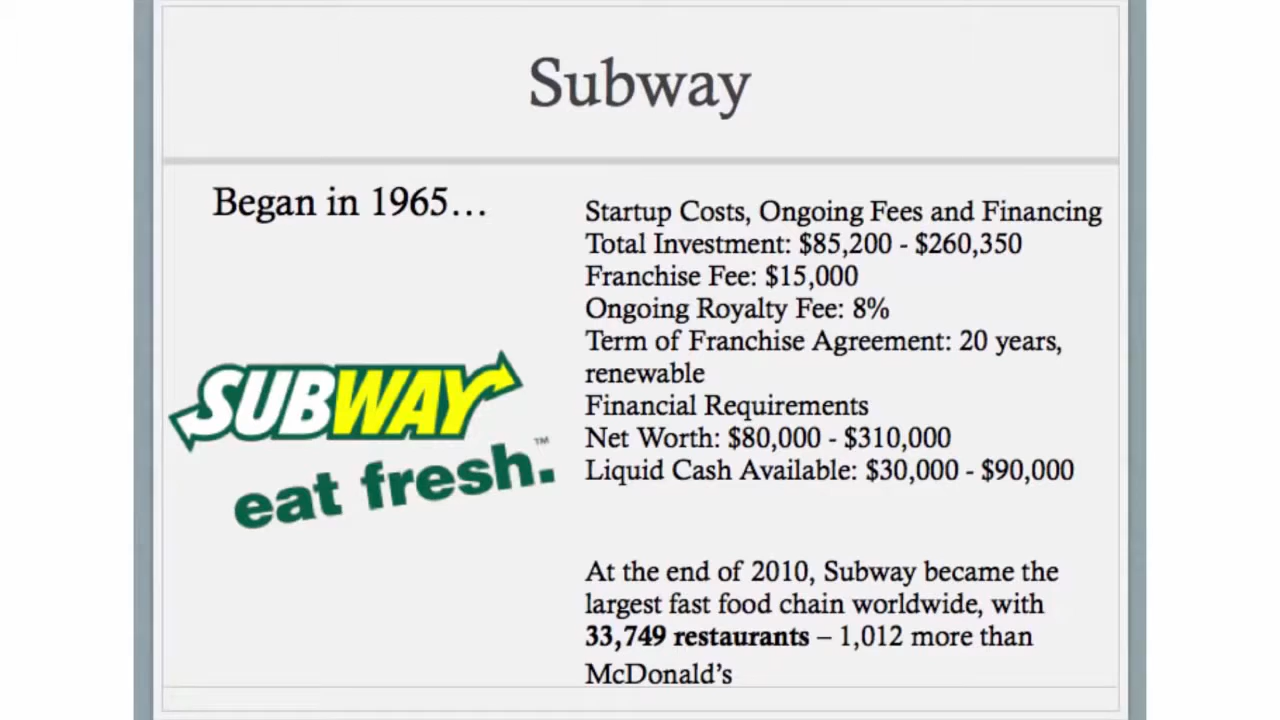 Subway
Began in 1965…
SUBWAY
eat fresh.™
Startup Costs, Ongoing Fees and Financing
Total Investment: $85,200 - $260,350
Franchise Fee: $15,000
Ongoing Royalty Fee: 8%
Term of Franchise Agreement: 20 years,
renewable
Financial Requirements
Net Worth: $80,000 - $310,000
Liquid Cash Available: $30,000 - $90,000
At the end of 2010, Subway became the
largest fast food chain worldwide, with
33,749 restaurants – 1,012 more than
McDonald’s